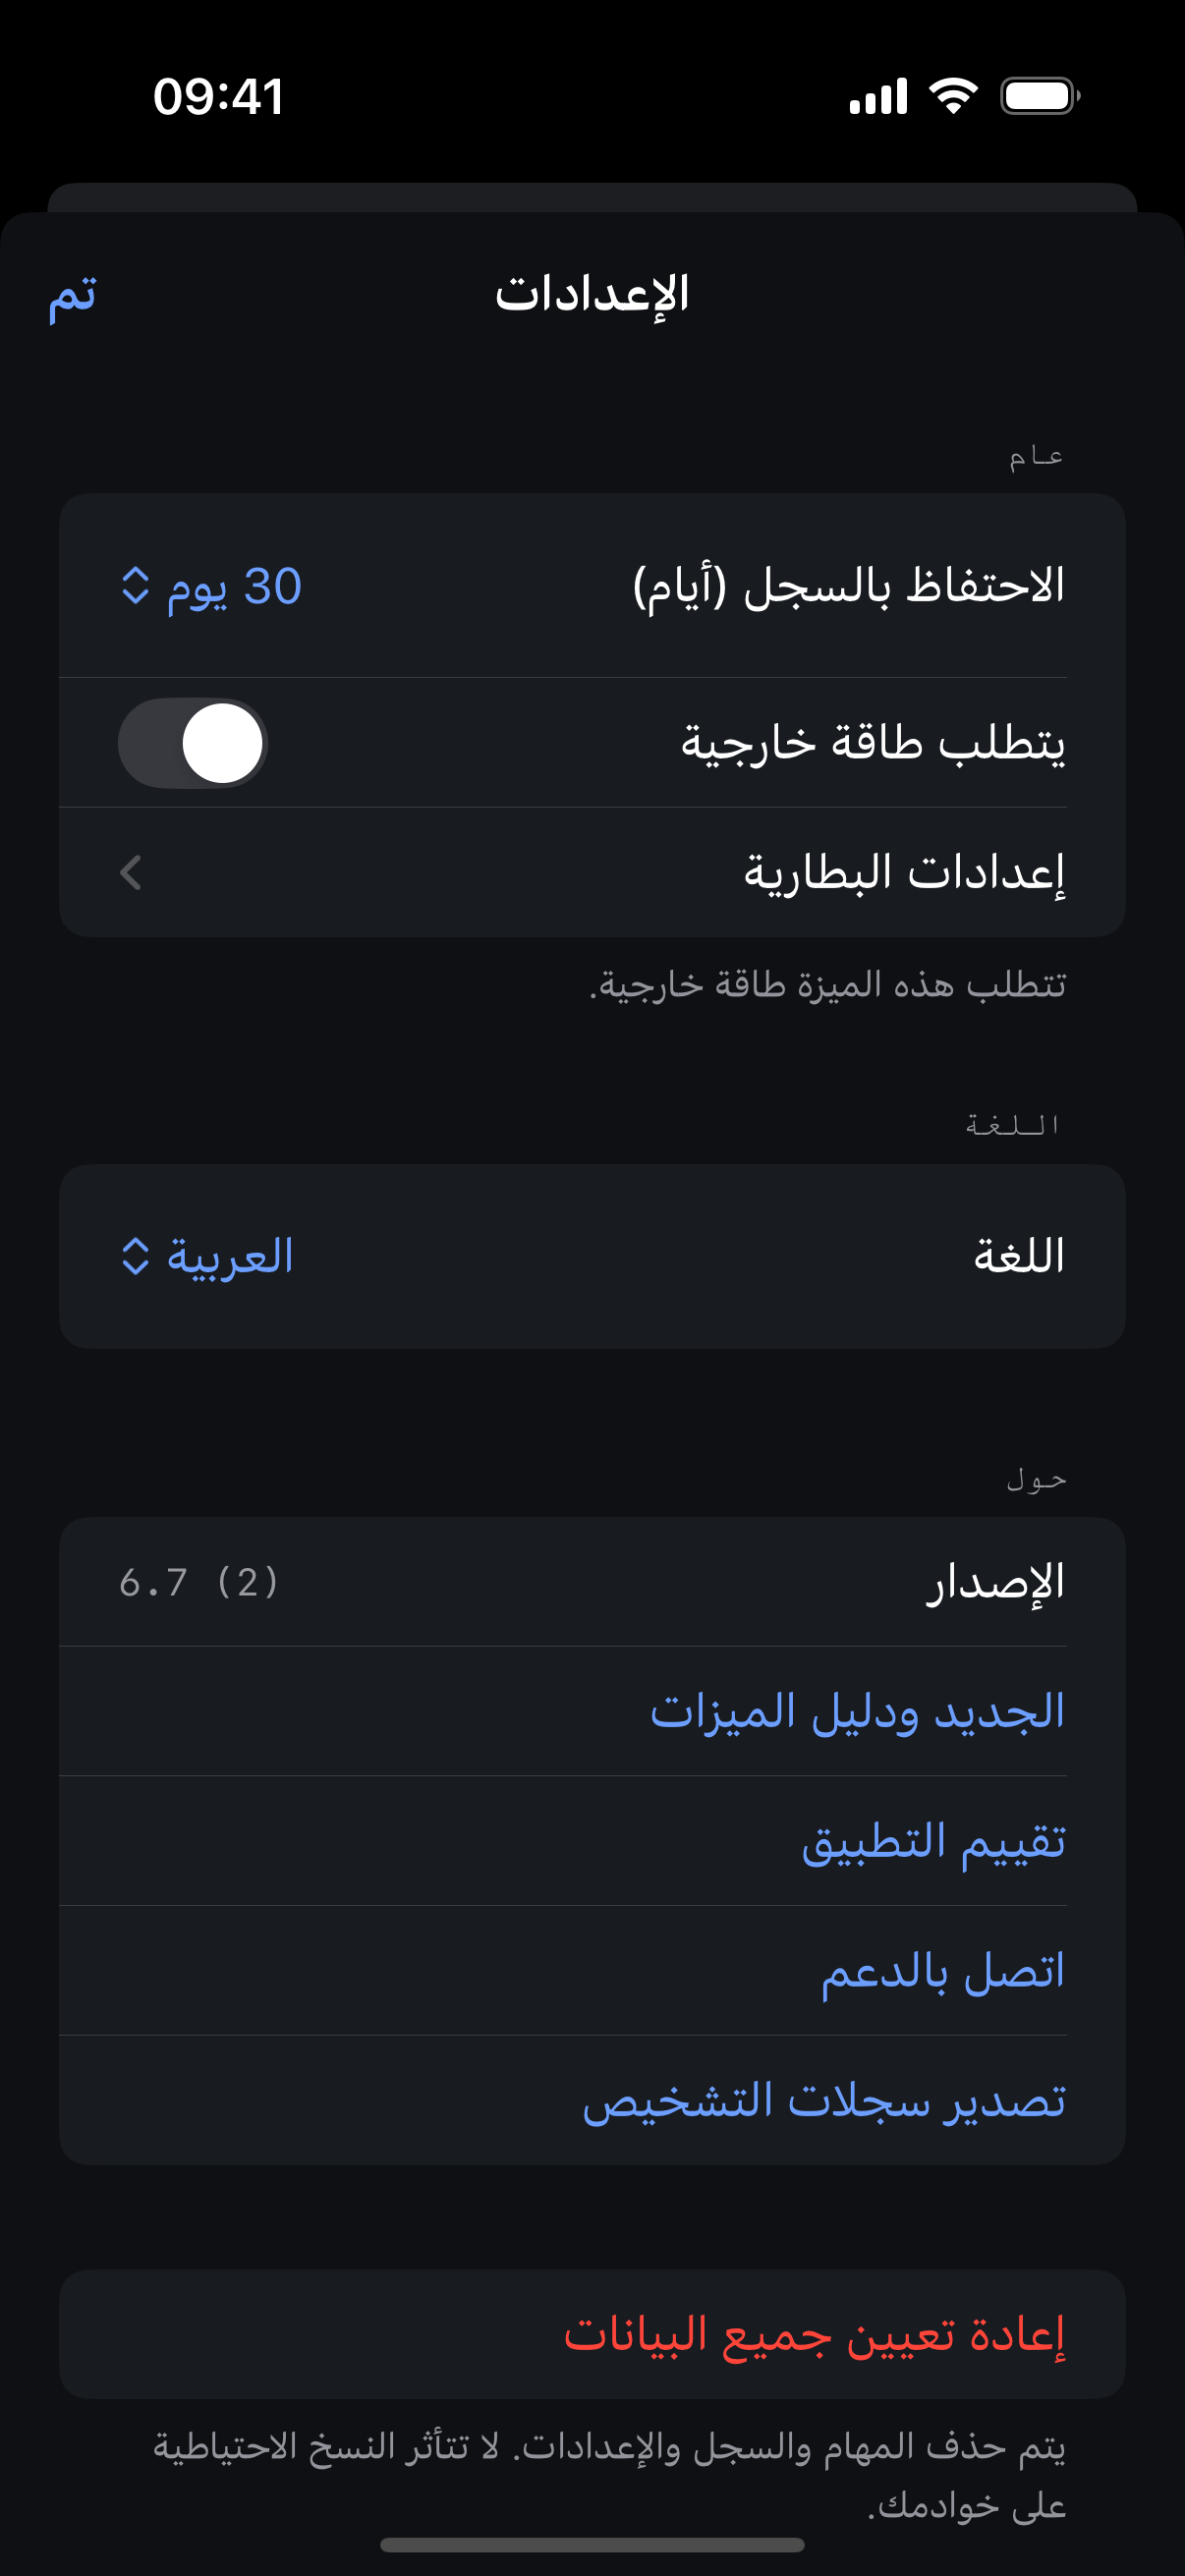 09:41
الإعدادات
تم
عام
الاحتفاظ بالسجل (أيام)
30 يوم
يتطلب طاقة خارجية
إعدادات البطارية
تتطلب هذه الميزة طاقة خارجية.
اللغة
اللغة
العربية
حول
الإصدار
6.7 (2)
الجديد ودليل الميزات
تقييم التطبيق
اتصل بالدعم
تصدير سجلات التشخيص
إعادة تعيين جميع البيانات
يتم حذف المهام والسجل والإعدادات. لا تتأثر النسخ الاحتياطية
على خوادمك.